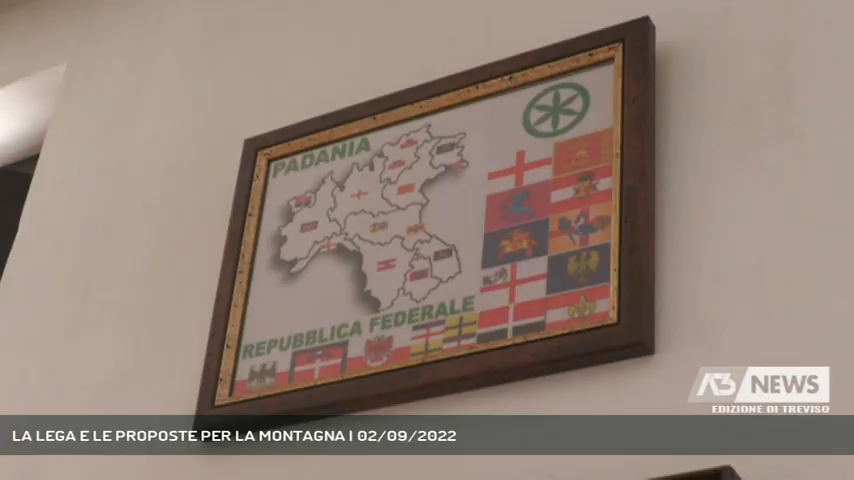 PADANIA
REPUBBLICA FEDERALE
A3 NEWS
EDIZIONE DI TREVISO
LA LEGA E LE PROPOSTE PER LA MONTAGNA | 02/09/2022